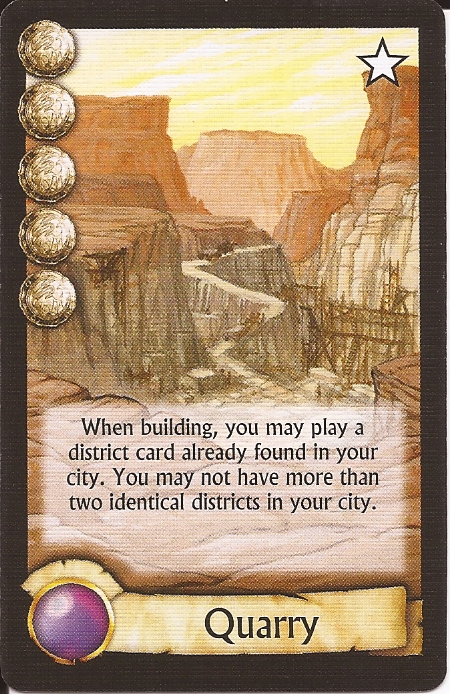 When building, you may play a
district card already found in your
city. You may not have more than
two identical districts in your city.
Quarry